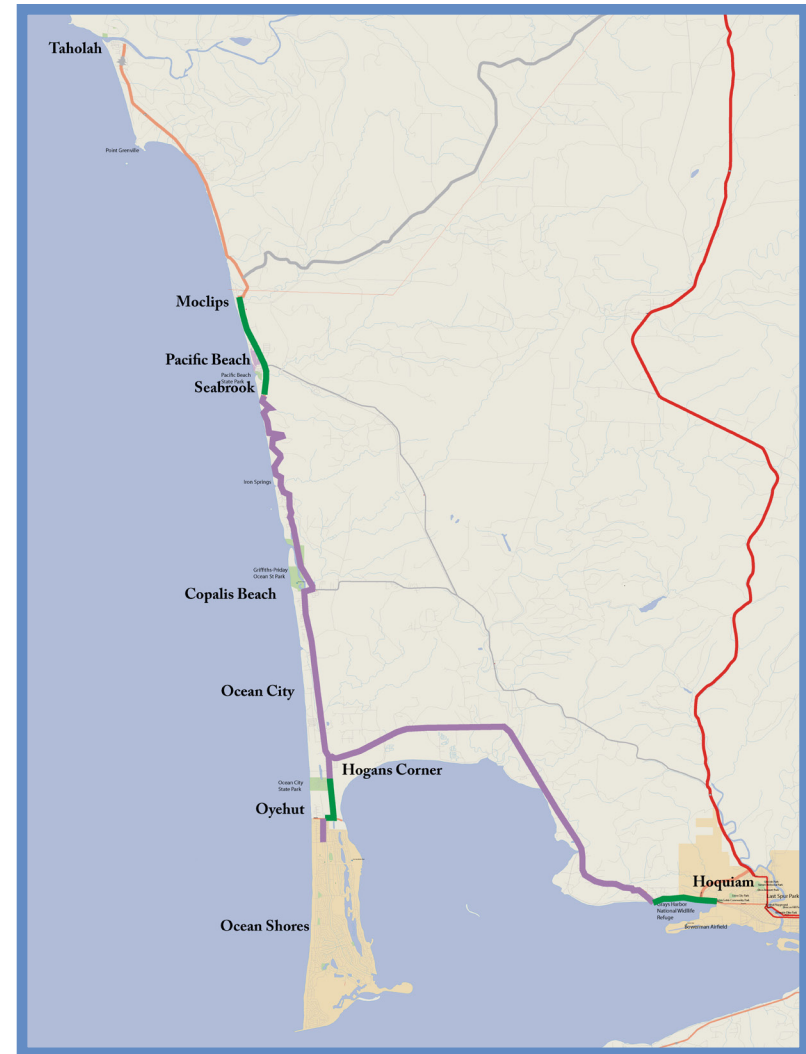 Taholah
Point Grenville
Moclips
Pacific Beach
Pacific Beach
State Park
Seabrook
Iron Springs
Griffiths-Priday
Ocean St Park
Copalis Beach
Ocean City
Hogans Corner
Ocean City
State Park
Oyehut
Hoquiam
Last Spur Park
Grays Harbor
National Wildlife
Refuge
Bowerman Airfield
Ocean Shores